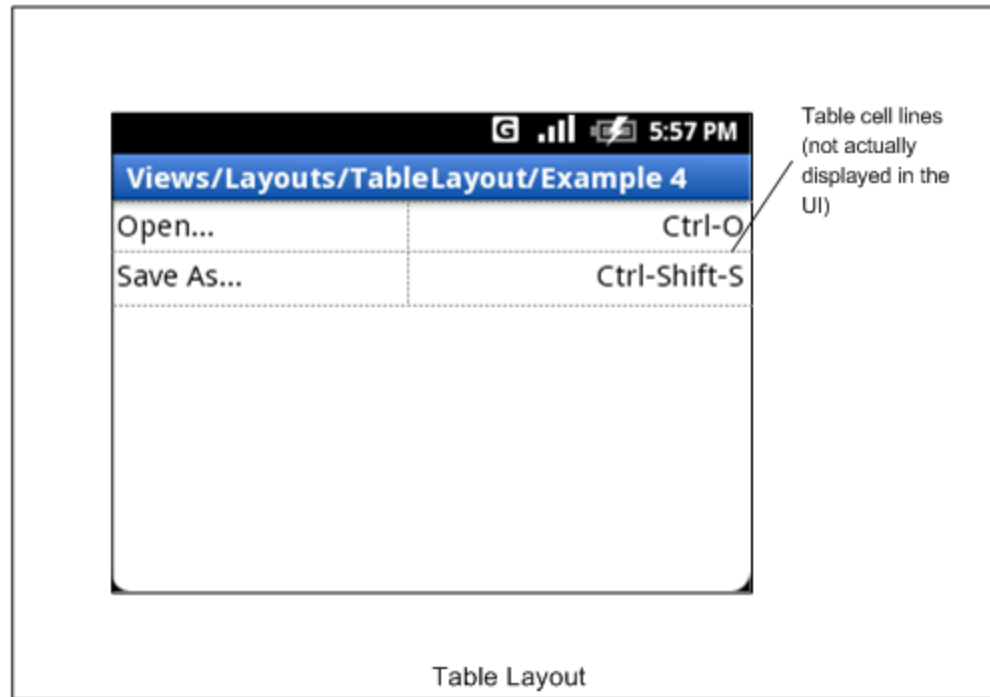 G 5:57 PM
Views/Layouts/TableLayout/Example 4
Open... Ctrl-O
Save As... Ctrl-Shift-S
Table cell lines
(not actually
displayed in the
UI)
Table Layout